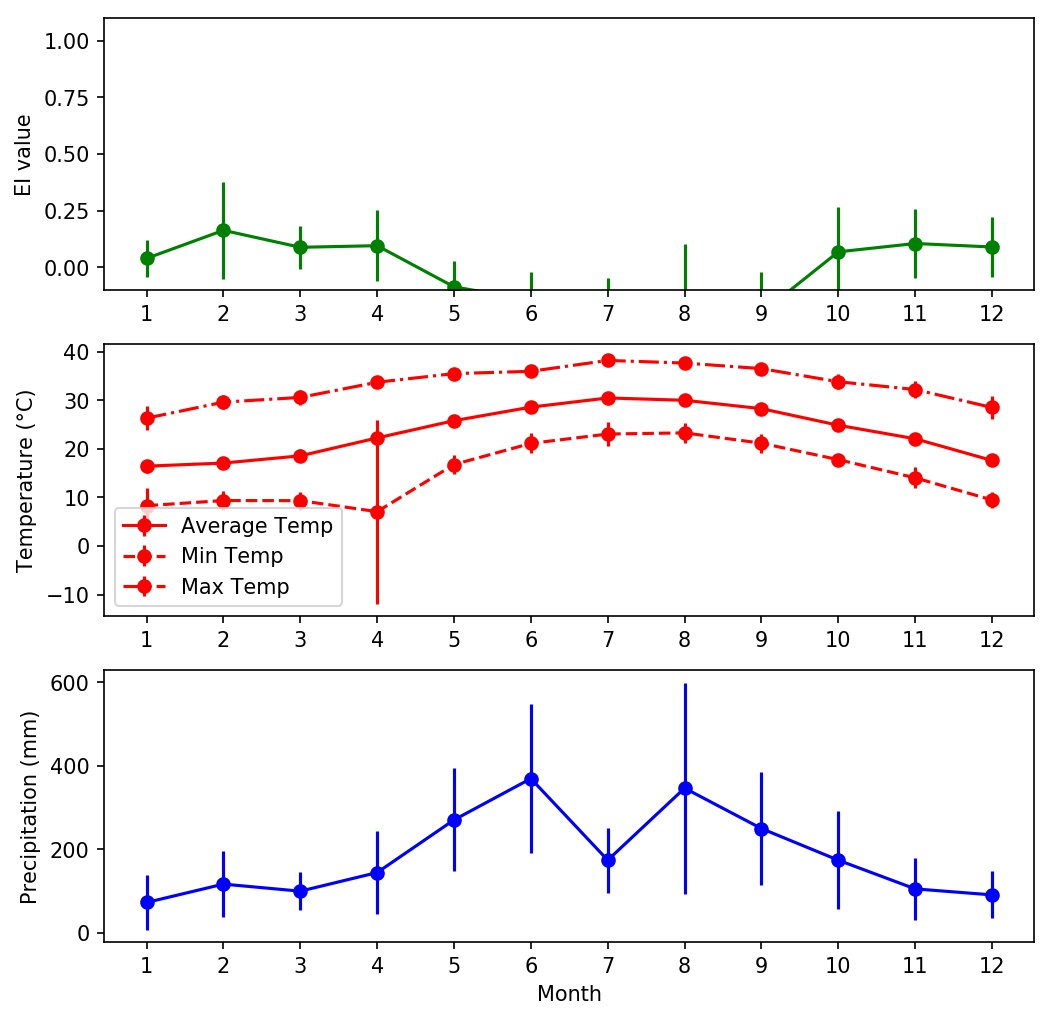 EI value
1.00
0.75
0.50
0.25
0.00
1 2 3 4 5 6 7 8 9 10 11 12
Temperature (°C)
40
30
20
10
0
−10
Average Temp
Min Temp
Max Temp
1 2 3 4 5 6 7 8 9 10 11 12
Precipitation (mm)
600
400
200
0
1 2 3 4 5 6 7 8 9 10 11 12
Month